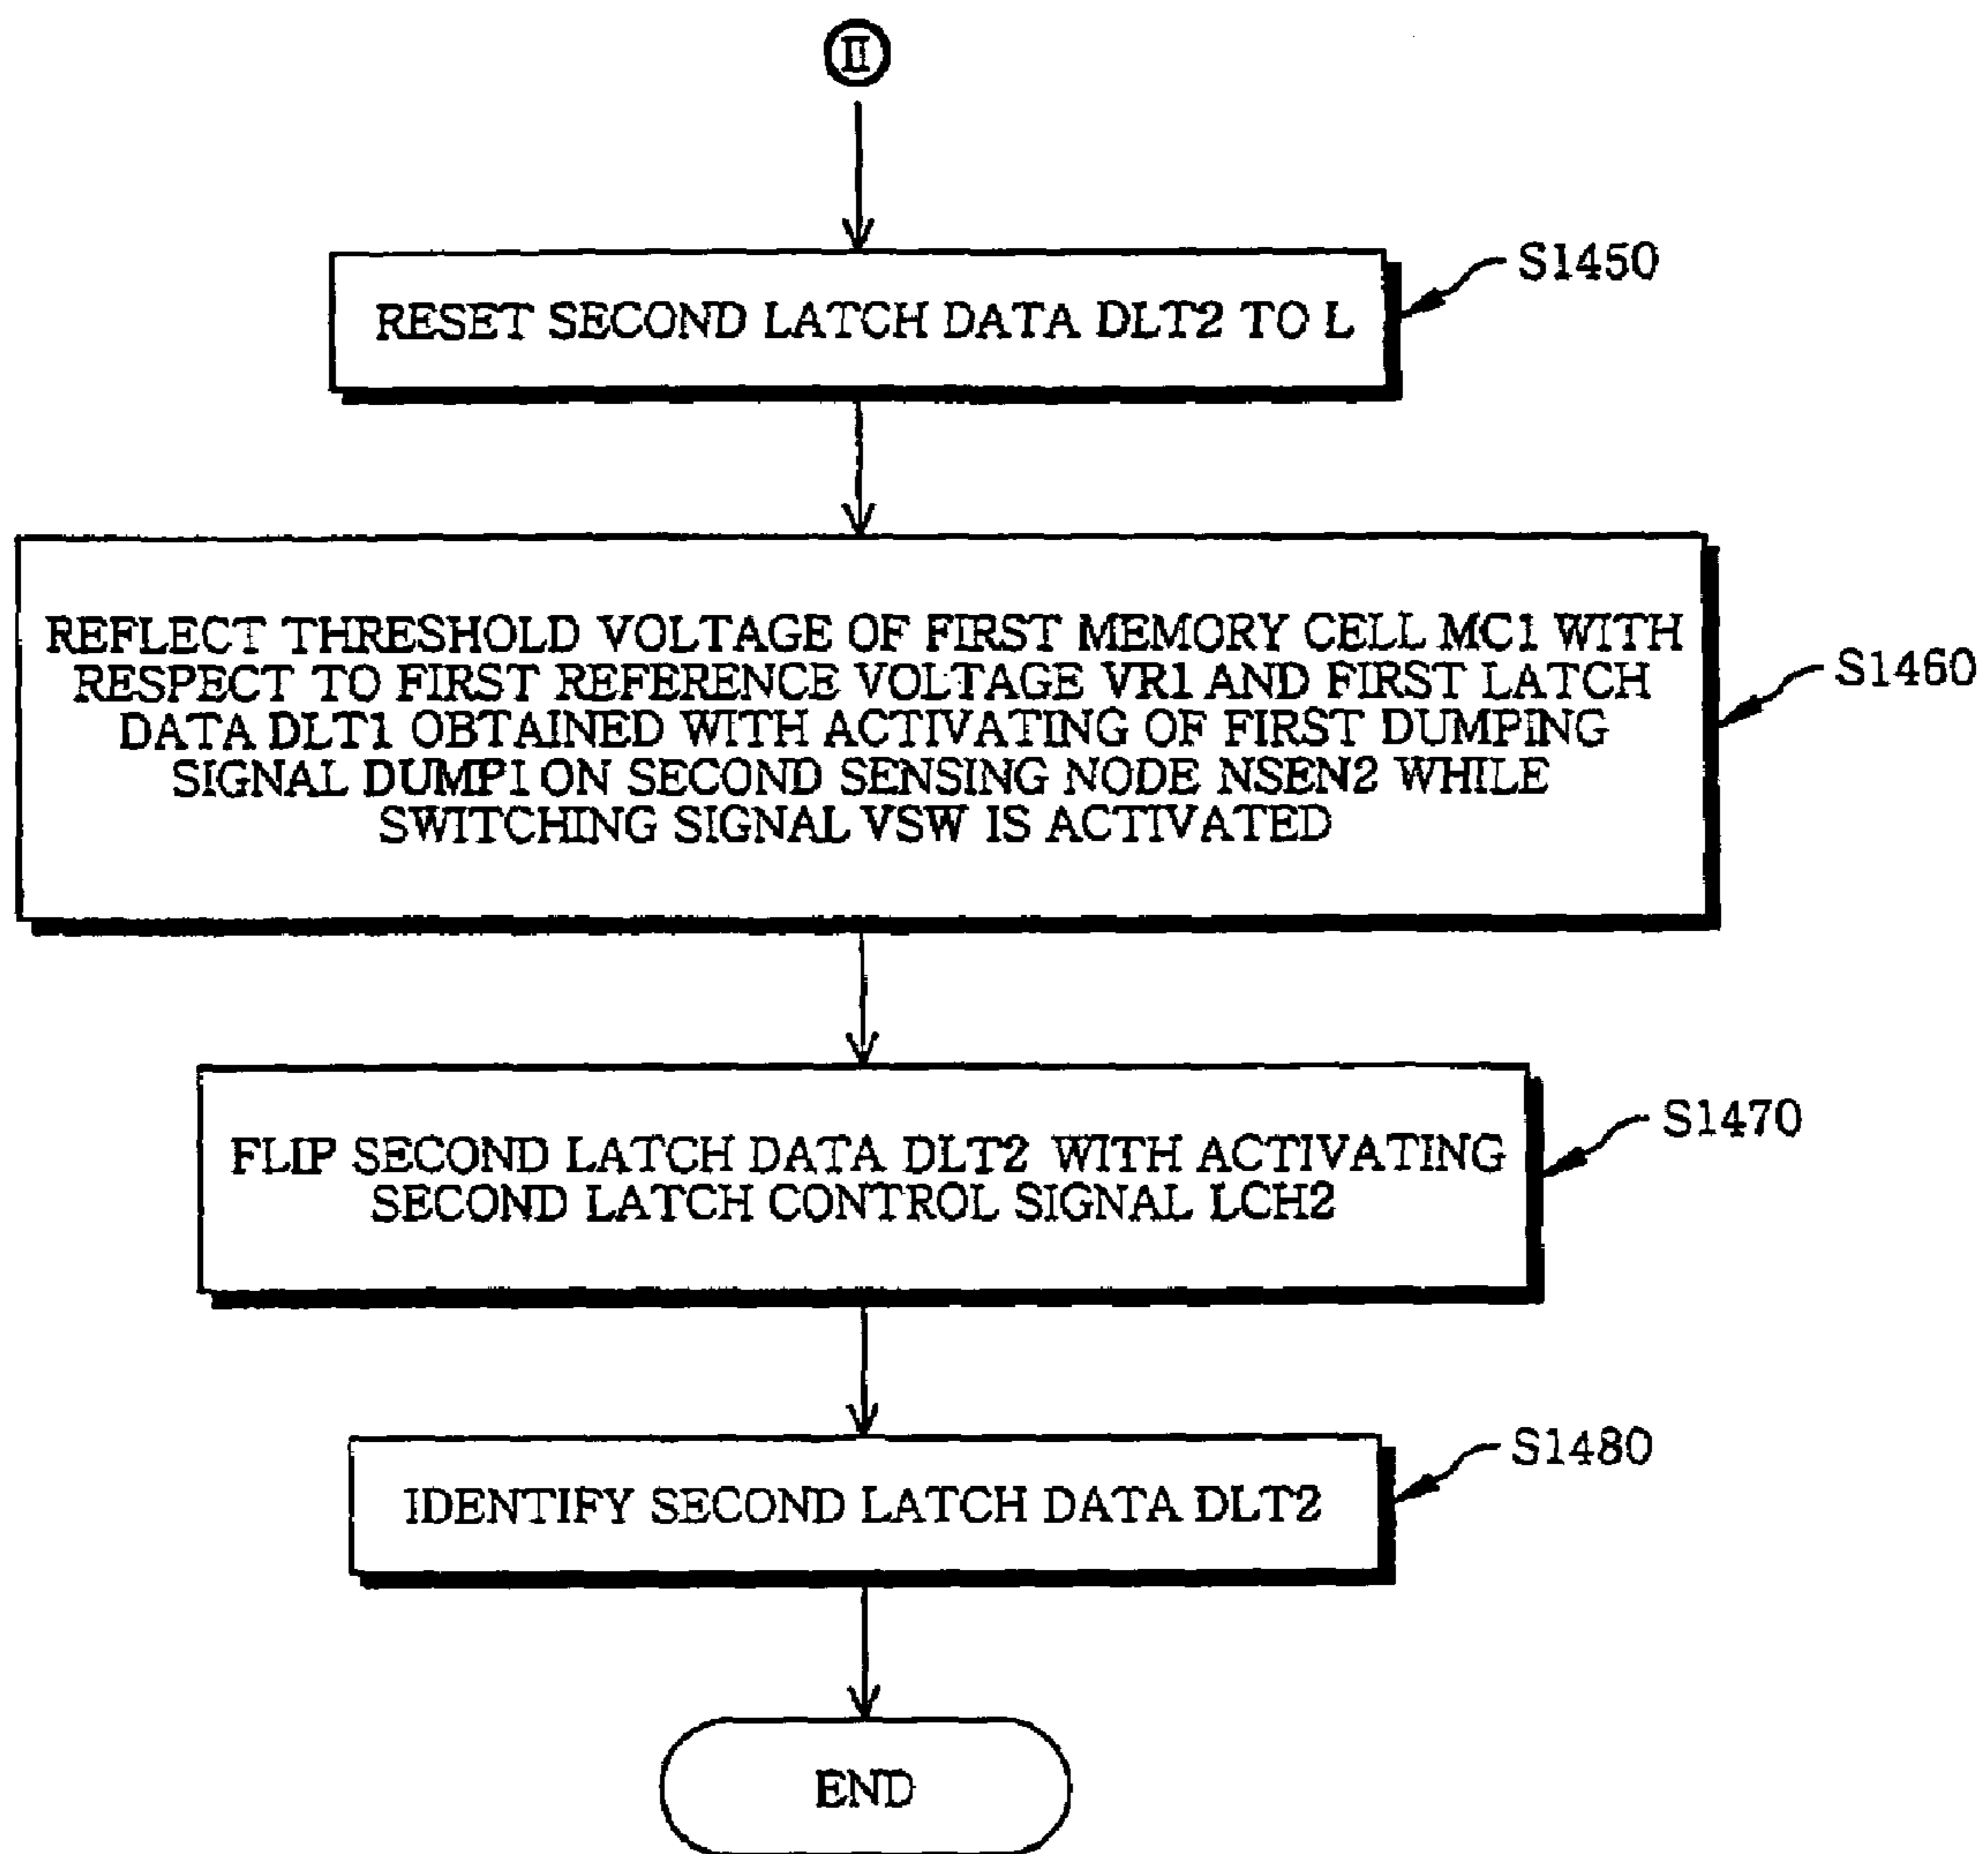 II
S1450
RESET SECOND LATCH DATA DLT2 TO L
REFLECT THRESHOLD VOLTAGE OF FIRST MEMORY CELL MC1 WITH
S1460
RESPECT TO FIRST REFERENCE VOLTAGE VR1 AND FIRST LATCH
DATA DLT1 OBTAINED WITH ACTIVATING OF FIRST DUMPING
SIGNAL DUMP1 ON SECOND SENSING NODE NSEN2 WHILE
SWITCHING SIGNAL VSW IS ACTIVATED
S1470
FLIP SECOND LATCH DATA DLT2 WITH ACTIVATING
SECOND LATCH CONTROL SIGNAL LCH2
S1480
IDENTIFY SECOND LATCH DATA DLT2
END